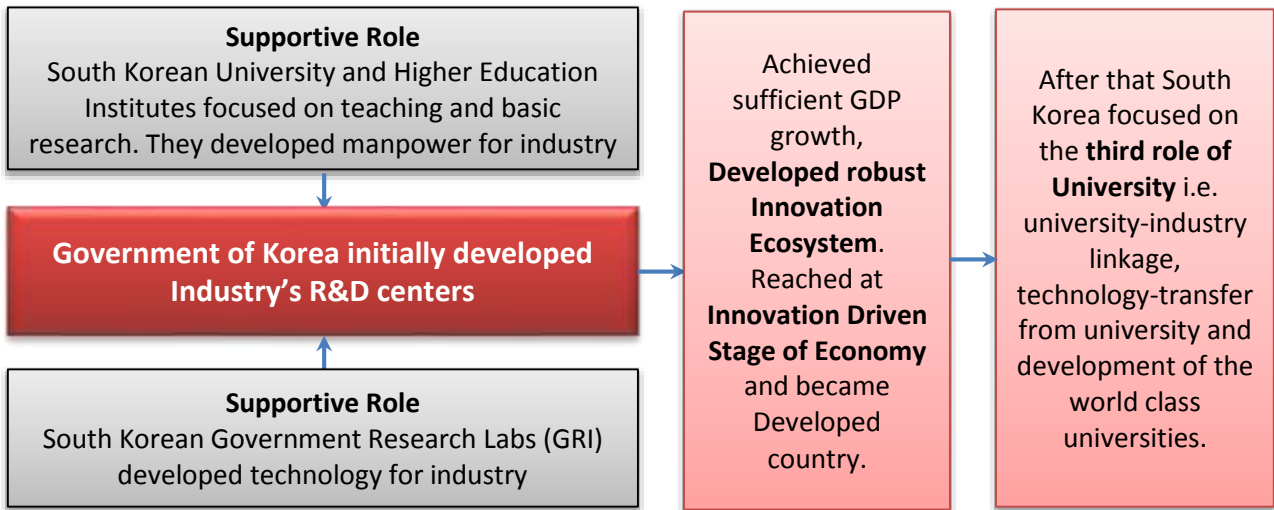 Supportive Role
South Korean University and Higher Education
Institutes focused on teaching and basic
research. They developed manpower for industry
Government of Korea initially developed
Industry’s R&D centers
Supportive Role
South Korean Government Research Labs (GRI)
developed technology for industry
Achieved
sufficient GDP
growth,
Developed robust
Innovation
Ecosystem.
Reached at
Innovation Driven
Stage of Economy
and became
Developed
country.
After that South
Korea focused on
the third role of
University i.e.
university-industry
linkage,
technology-transfer
from university and
development of the
world class
universities.